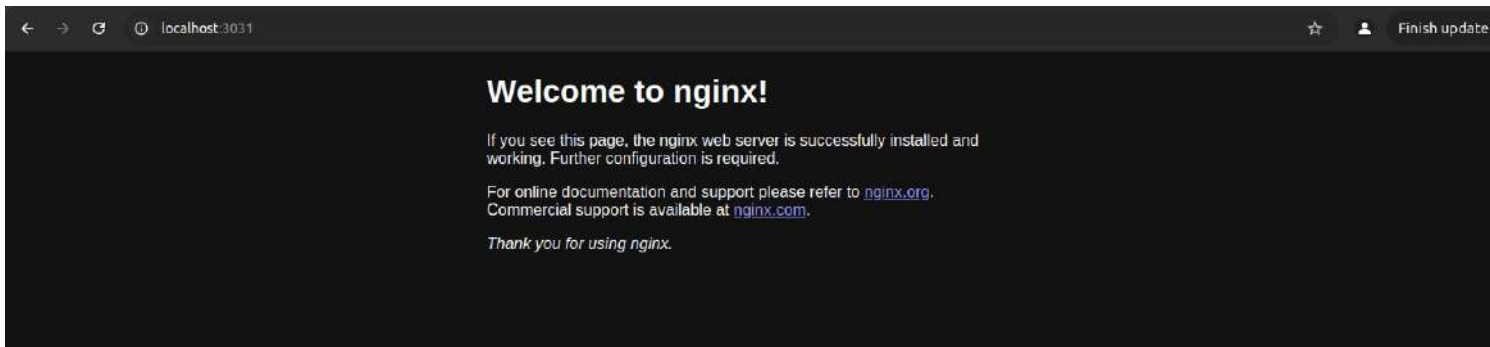 localhost:3031
Finish update
Welcome to nginx!
If you see this page, the nginx web server is successfully installed and
working. Further configuration is required.
For online documentation and support please refer to nginx.org.
Commercial support is available at nginx.com.
Thank you for using nginx.